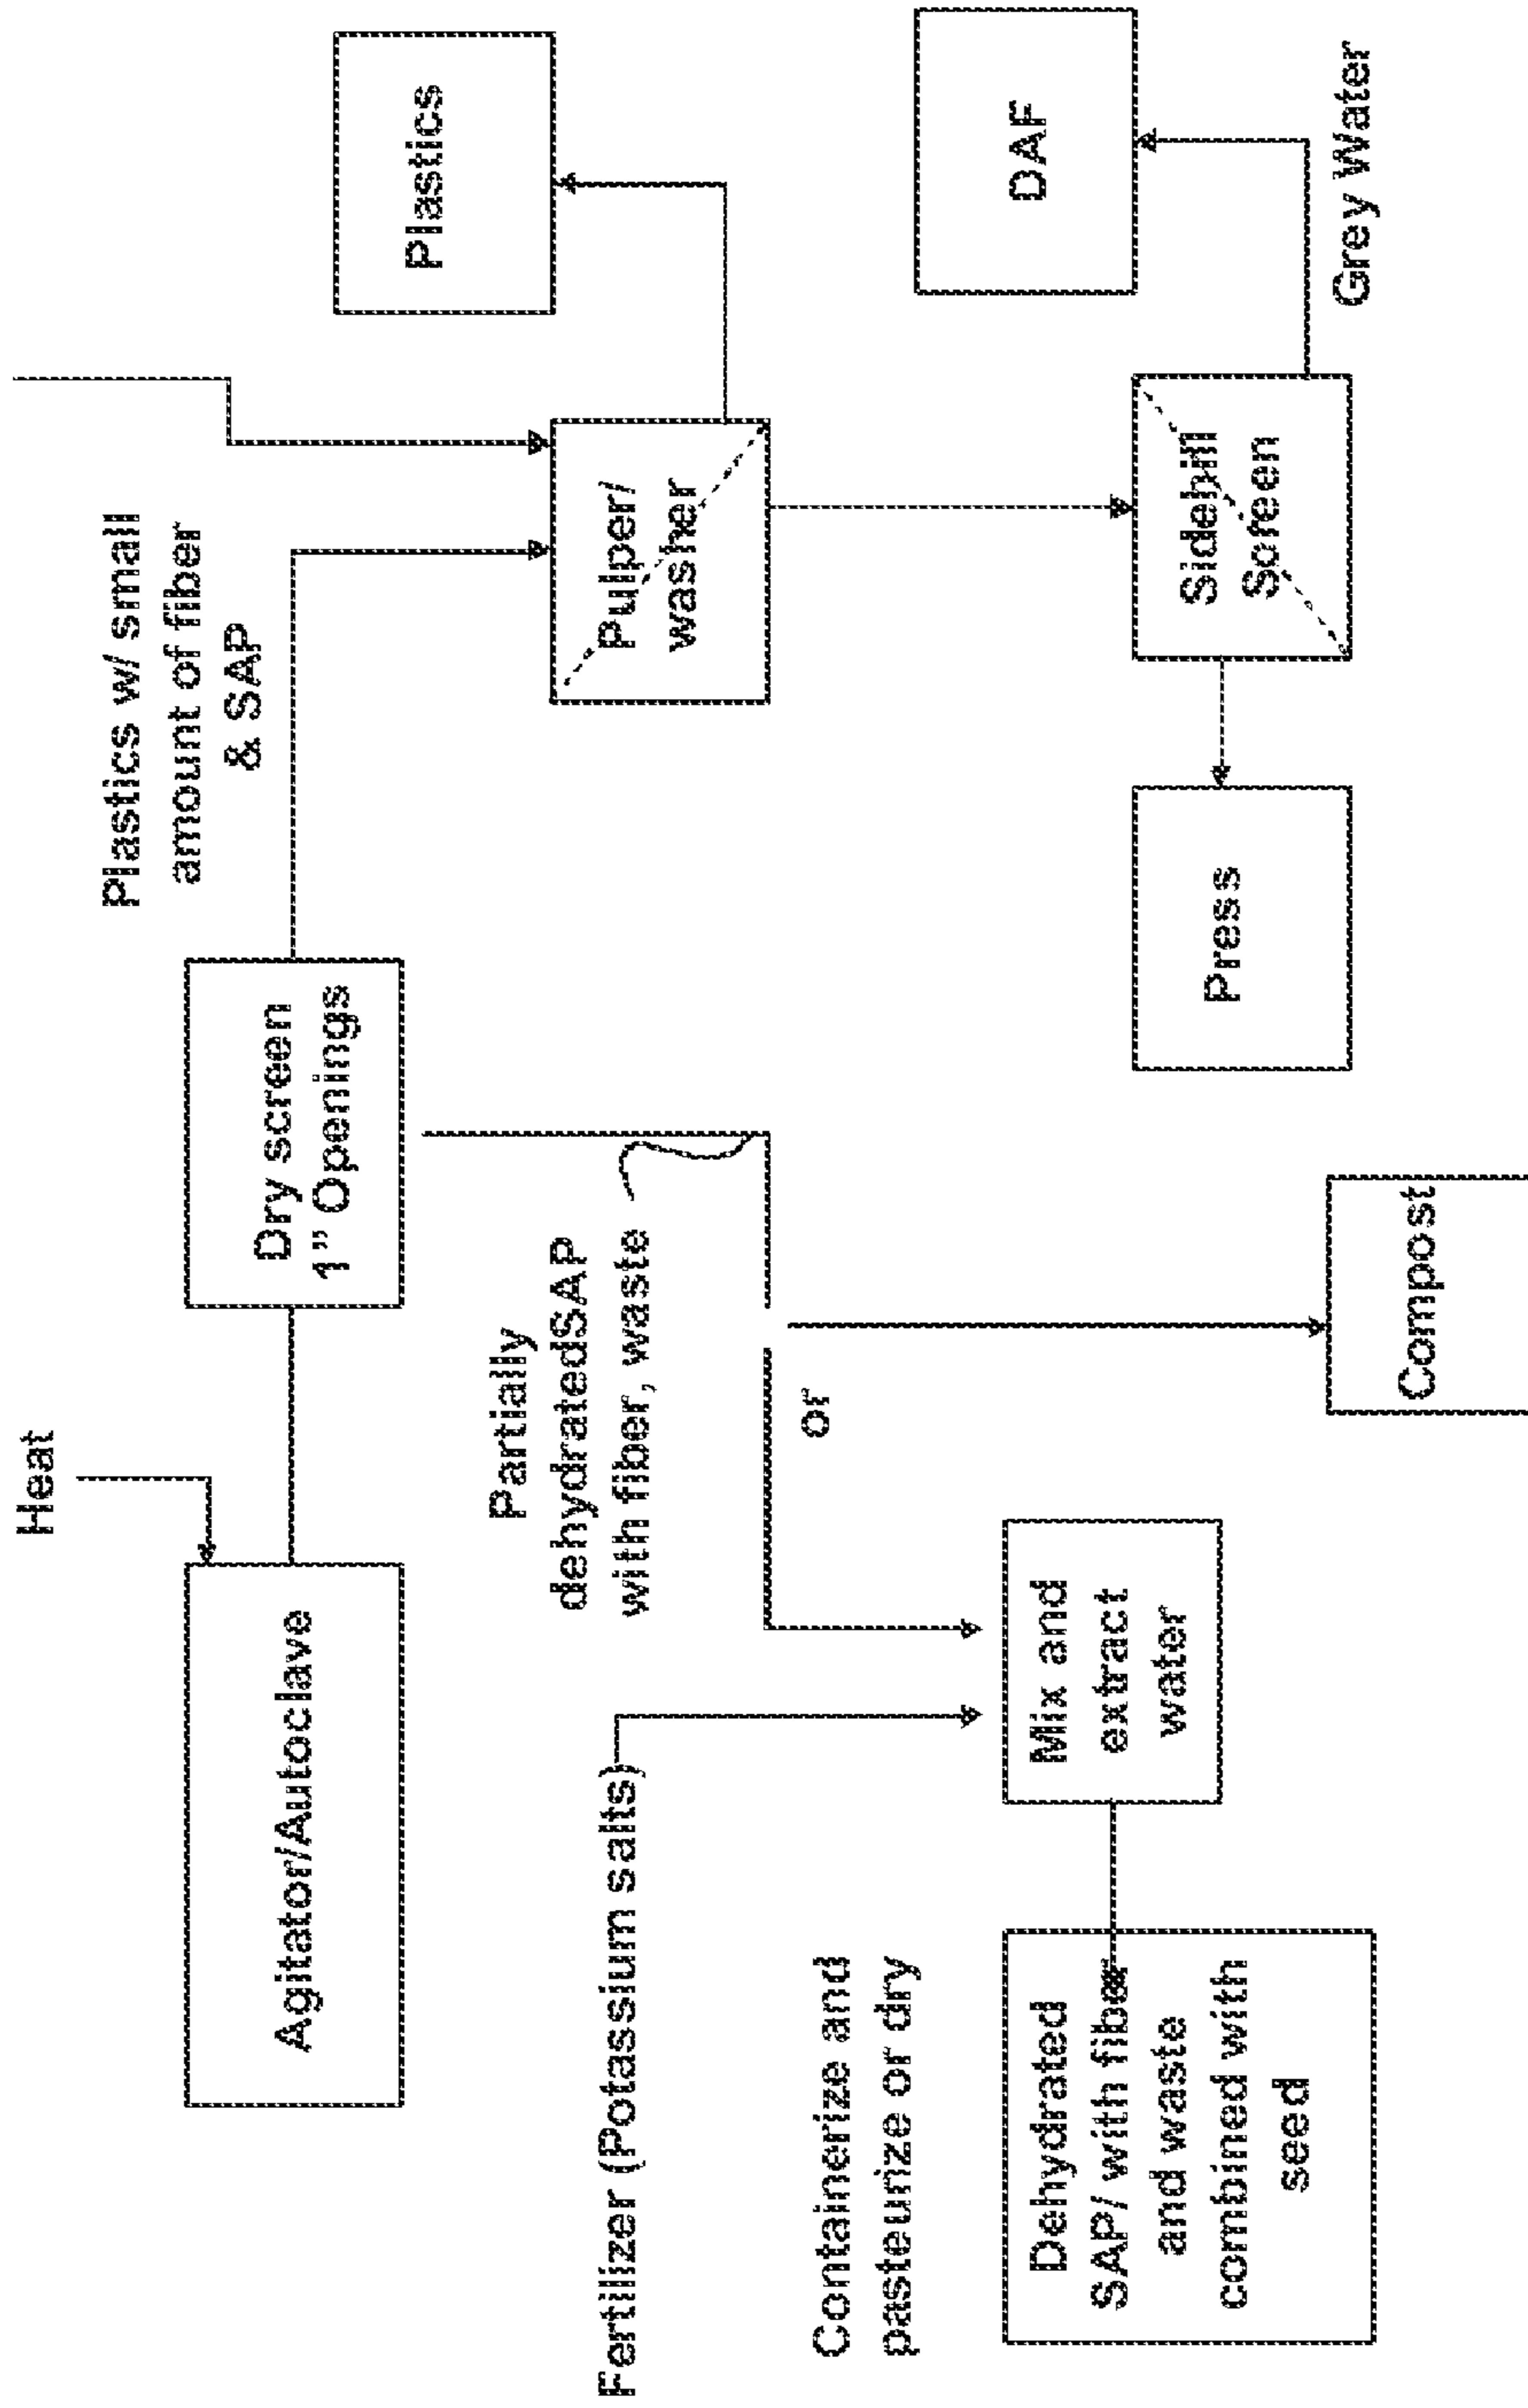 Heat
Agitator/Autoclave
Dry screen
1" Openings
Plastics w/ small
amount of fiber
& SAP
Plastics
Pulper/
washer
Partially
dehydratedSAP
with fiber, waste
Fertilizer (Potassium salts)
or
Containerize and
pasteurize or dry
Dehydrated
SAP/ with fiber
and waste
combined with
seed
Mix and
extract
water
Compost
Press
Sidehill
Sofeen
DAF
Grey Water